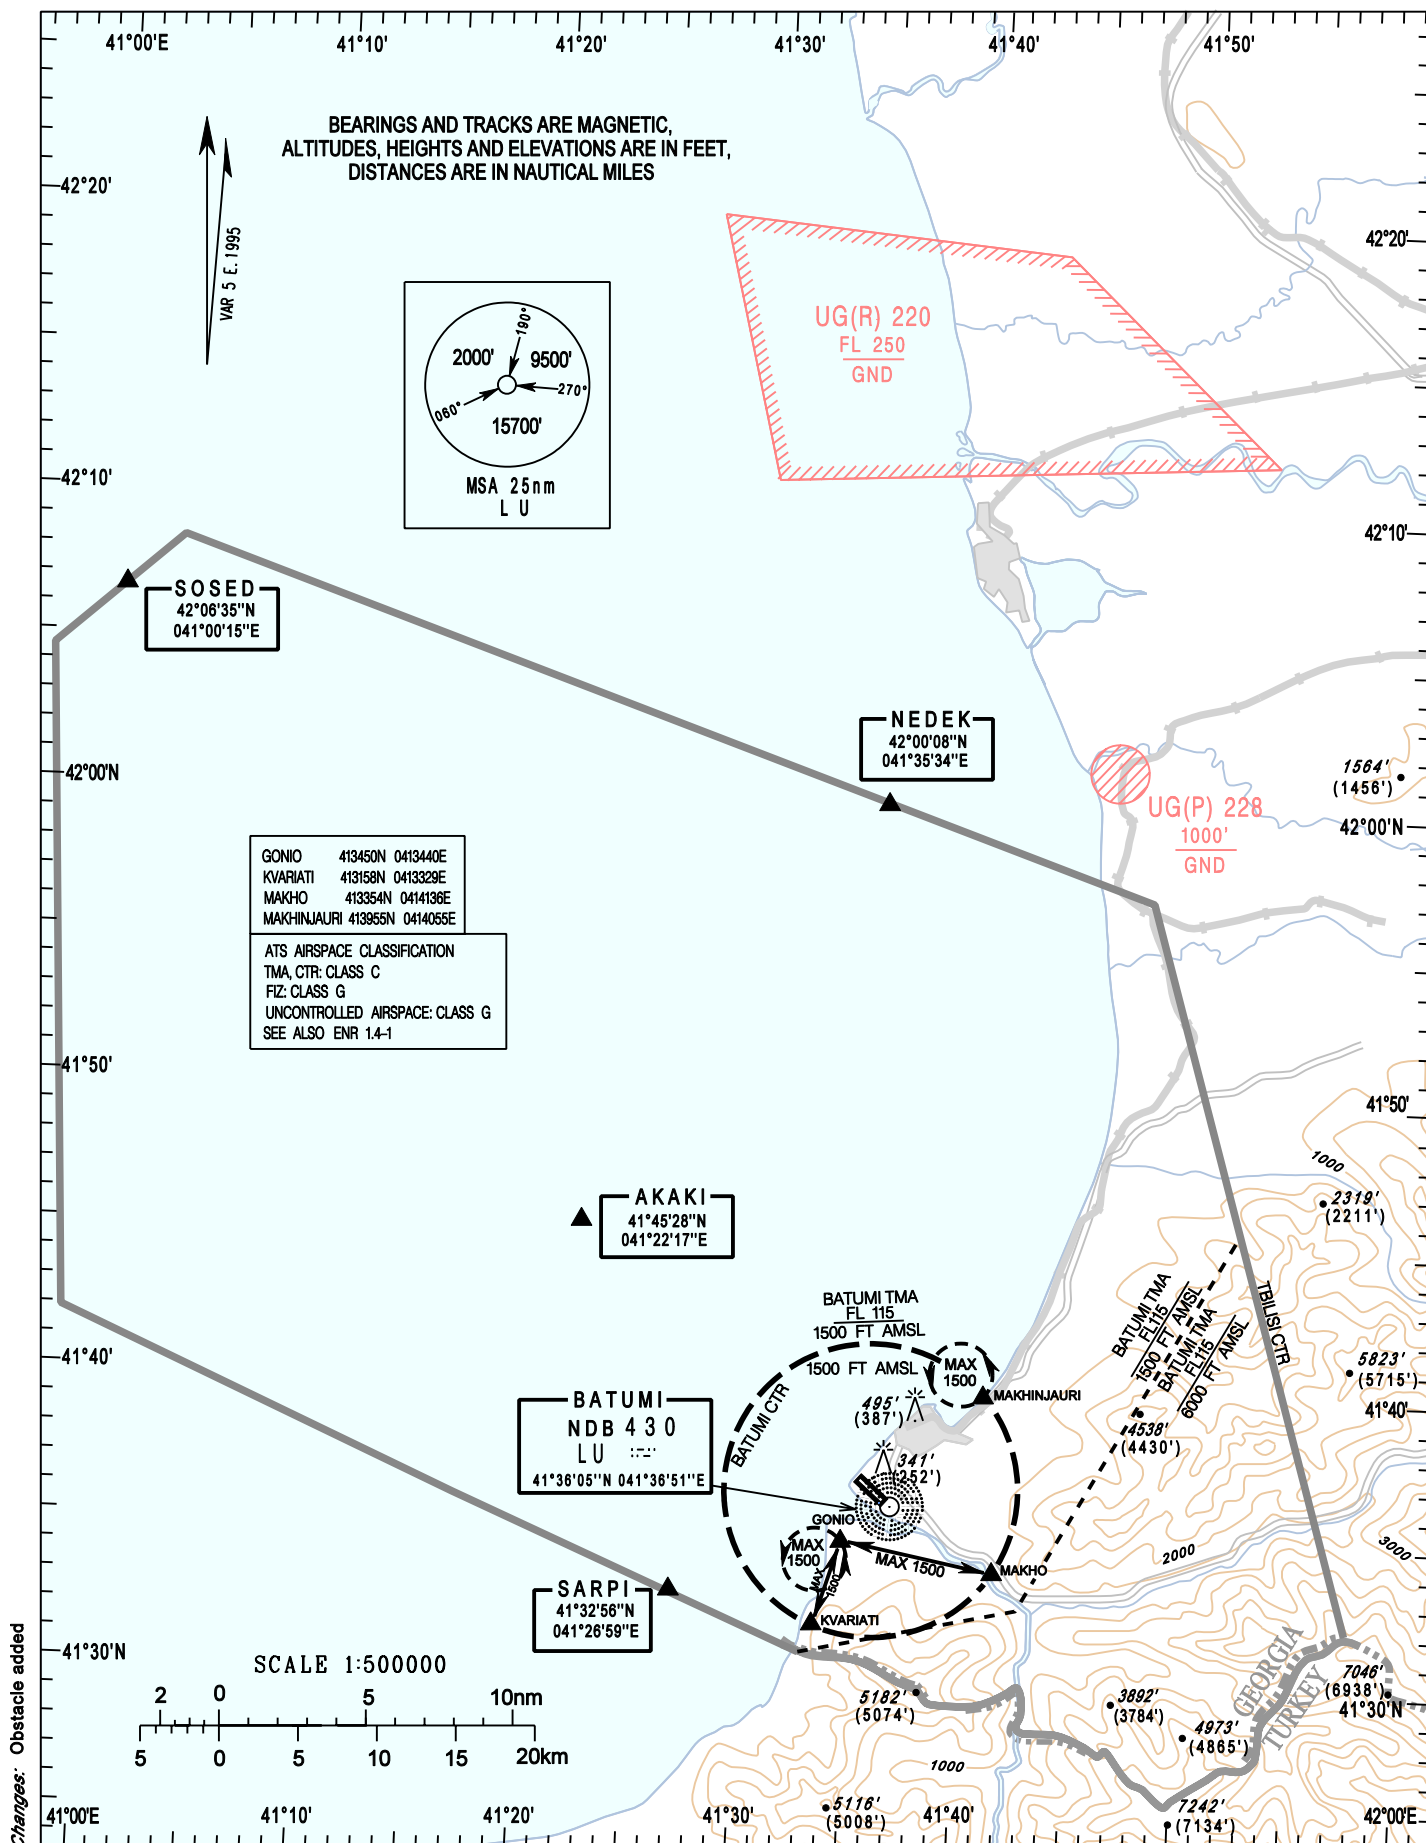 41°00'E
41°10'
41°20'
41°30'
41°40'
41°50'
BEARINGS AND TRACKS ARE MAGNETIC,
ALTITUDES, HEIGHTS AND ELEVATIONS ARE IN FEET,
DISTANCES ARE IN NAUTICAL MILES
42°20'
42°20'
VAR 5 E.1995
190°
2000'
9500'
270°
060°
15700'
MSA 25nm
L U
UG(R) 220
FL 250
GND
42°10'
42°10'
SOSED
42°06'35"N
041°00'15"E
NEDEK
42°00'08"N
041°35'34"E
42°00'N
1564'
(1456')
UG(P) 228
1000'
GND
42°00'N
GONIO 413450N 0413440E
KVARIATI 413158N 0413329E
MAKHO 413354N 0414136E
MAKHINJAURI 413955N 0414055E
ATS AIRSPACE CLASSIFICATION
TMA, CTR: CLASS C
FIZ: CLASS G
UNCONTROLLED AIRSPACE: CLASS G
SEE ALSO ENR 1.4-1
41°50'
41°50'
1000
2319'
(2211')
AKAKI
41°45'28"N
041°22'17"E
BATUMI TMA
FL 115
1500 FT AMSL
1500 FT AMSL
BATUMI CTR
MAX
1500
MAKHINJAURI
BATUMI TMA
FL115
1500 FT AMSL
BATUMI TMA
FL115
6000 FT AMSL
TBILISI CTR
41°40'
5823'
(5715')
41°40'
4538'
(4430')
495'
(387')
341'
(252')
BATUMI
NDB 430
LU
41°36'05"N 041°36'51"E
GONIO
MAX
1500
MAX
1500
MAX 1500
MAKHO
KVARIATI
2000
3000
SARPI
41°32'56"N
041°26'59"E
41°30'N
GEORGIA
TURKEY
7046'
(6938')
41°30'N
5182'
(5074')
3892'
(3784')
4973'
(4865')
SCALE 1:500000
2 0 5 10nm
5 0 5 10 15 20km
1000
5116'
(5008')
7242'
(7134')
41°00'E
41°10'
41°20'
41°30'
41°40'
42°00'E
Changes: Obstacle added